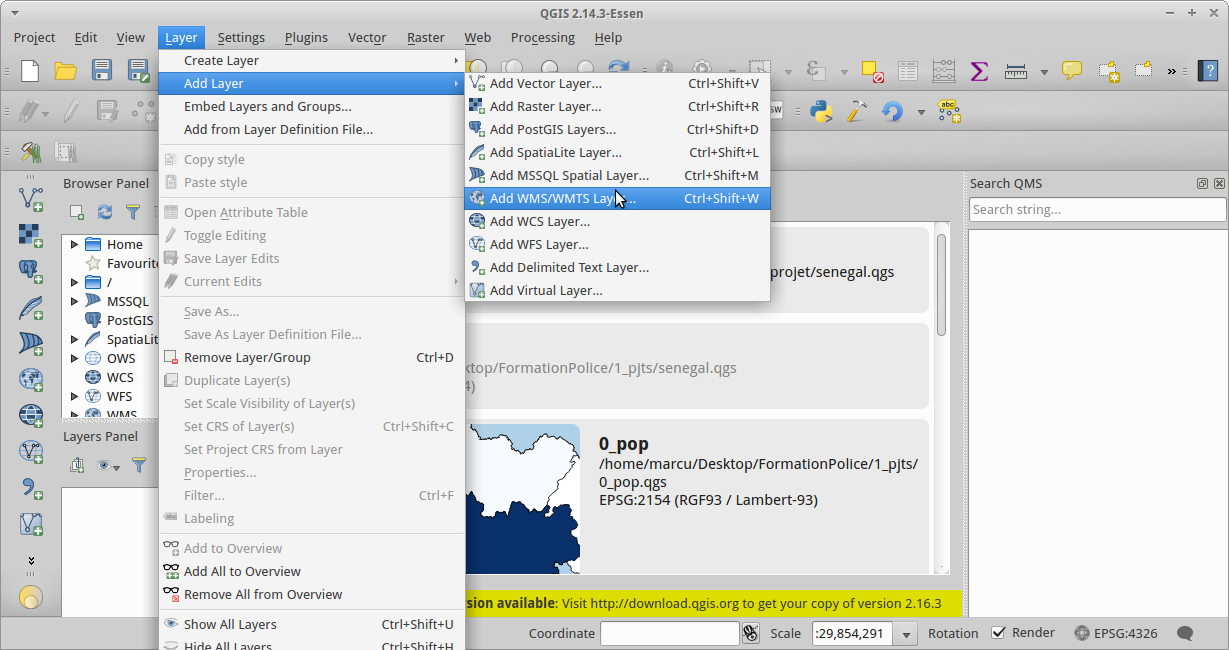 QGIS 2.14.3-Essen
Project Edit View Layer Settings Plugins Vector Raster Web Processing Help
Create Layer
Add Layer
Embed Layers and Groups...
Add from Layer Definition File...
Copy style
Paste style
Open Attribute Table
Toggle Editing
Save Layer Edits
Current Edits
Save As...
Save As Layer Definition File...
Remove Layer/Group Ctrl+D
Duplicate Layer(s)
Set Scale Visibility of Layer(s)
Set CRS of Layer(s) Ctrl+Shift+C
Set Project CRS from Layer
Properties...
Filter... Ctrl+F
Labeling
Add to Overview
Add All to Overview
Remove All from Overview
Show All Layers Ctrl+Shift+U
Hide All Layers Ctrl+Shift+H
Add Vector Layer... Ctrl+Shift+V
Add Raster Layer... Ctrl+Shift+R
Add PostGIS Layers... Ctrl+Shift+D
Add SpatiaLite Layer... Ctrl+Shift+L
Add MSSQL Spatial Layer... Ctrl+Shift+M
Add WMS/WMTS Lay...... Ctrl+Shift+W
Add WCS Layer...
Add WFS Layer...
Add Delimited Text Layer...
Add Virtual Layer...
Browser Panel
Home
Favourite
/
MSSQL
PostGIS
SpatiaLite
OWS
WCS
WFS
WMS
Layers Panel
Search QMS
Search string...
abc
projet/senegal.qgs
ktop/FormationPolice/1_pjts/senegal.qgs
4)
0_pop
/home/marcu/Desktop/FormationPolice/1_pjts/
0_pop.qgs
EPSG:2154 (RGF93 / Lambert-93)
sion available: Visit http://download.qgis.org to get your copy of version 2.16.3
Coordinate Scale :29,854,291 Rotation Render EPSG:4326